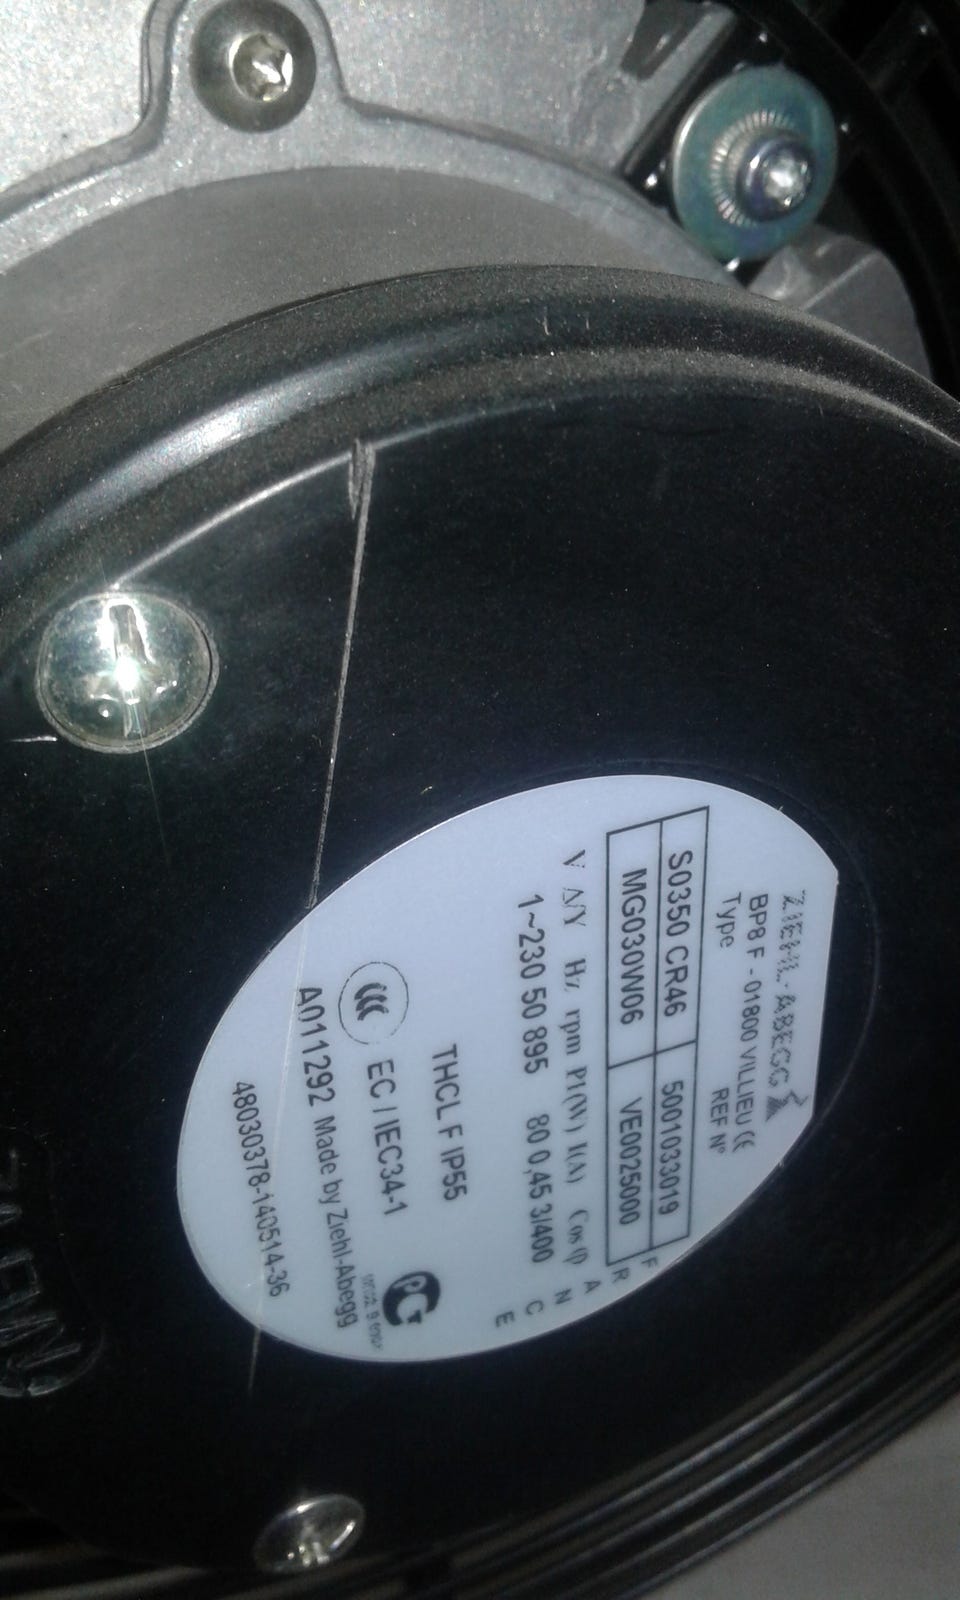 ZIEHL-ABEGG
BP8 F - 01800 VILLIEU CE
Type REF N°
S0350 CR46 5001033019
MG030W06 VE0025000
V Δ/Y Hz rpm P1(W) I(A) Cos φ
1~230 50 895 80 0,45 3/400
FRANCE
THCL F IP55
EC / IEC34-1
A011292 Made by Ziehl-Abegg
48030378-140514-36